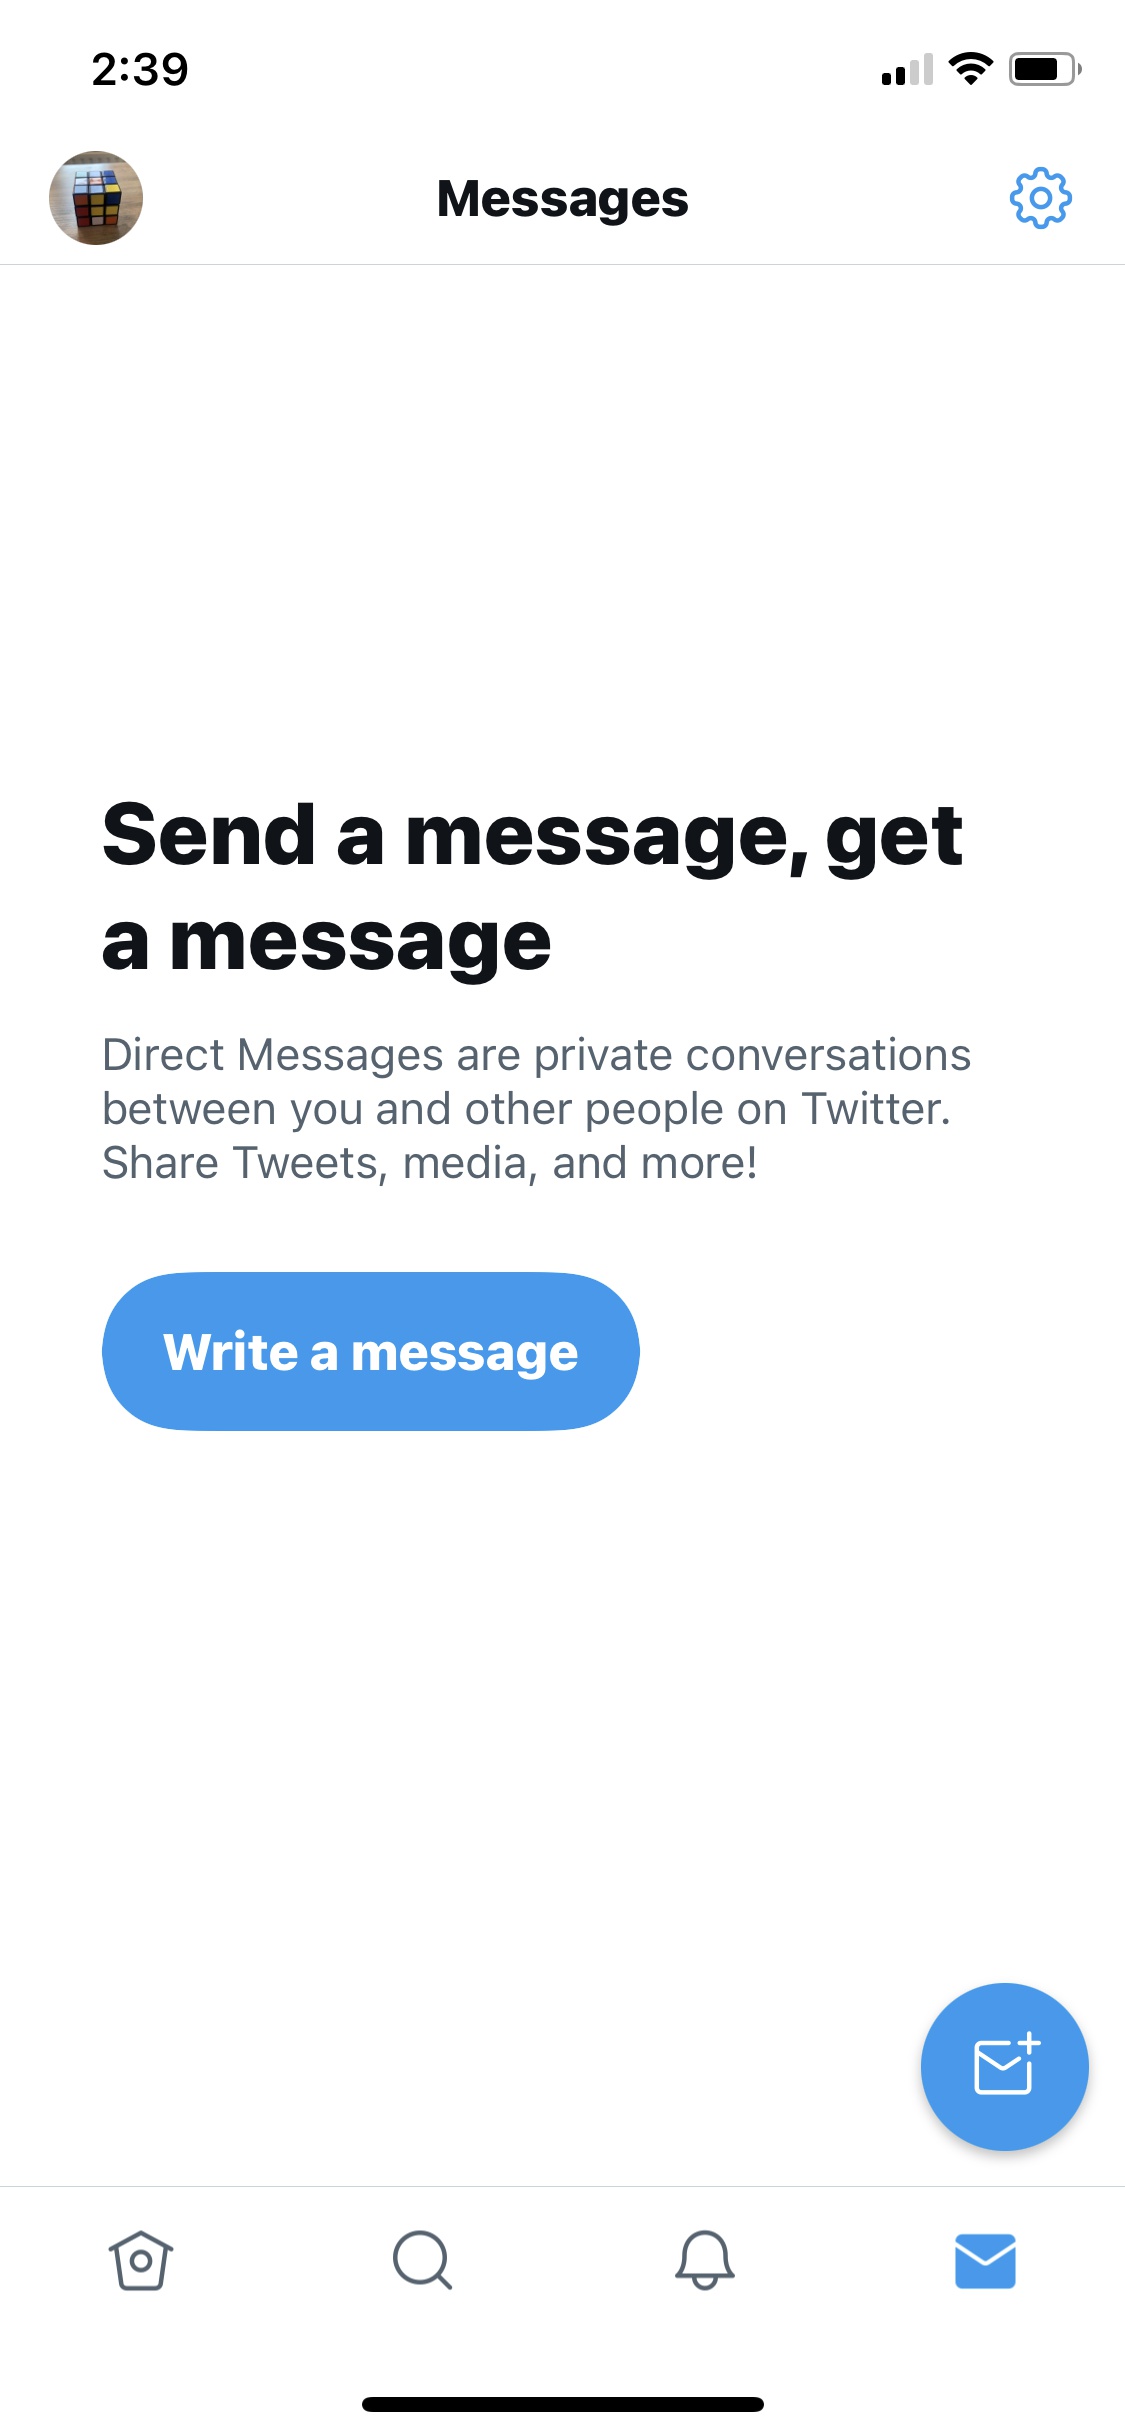 2:39
Messages
Send a message, get
a message
Direct Messages are private conversations
between you and other people on Twitter.
Share Tweets, media, and more!
Write a message